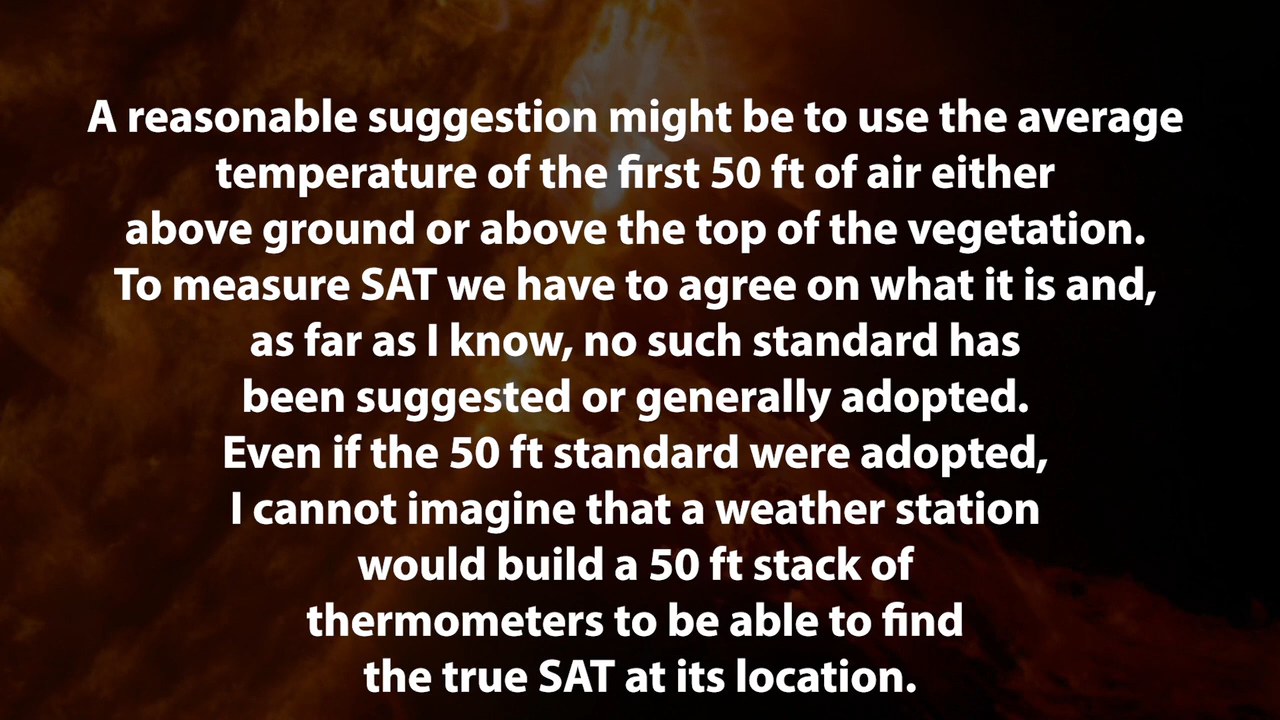 A reasonable suggestion might be to use the average
temperature of the first 50 ft of air either
above ground or above the top of the vegetation.
To measure SAT we have to agree on what it is and,
as far as I know, no such standard has
been suggested or generally adopted.
Even if the 50 ft standard were adopted,
I cannot imagine that a weather station
would build a 50 ft stack of
thermometers to be able to find
the true SAT at its location.